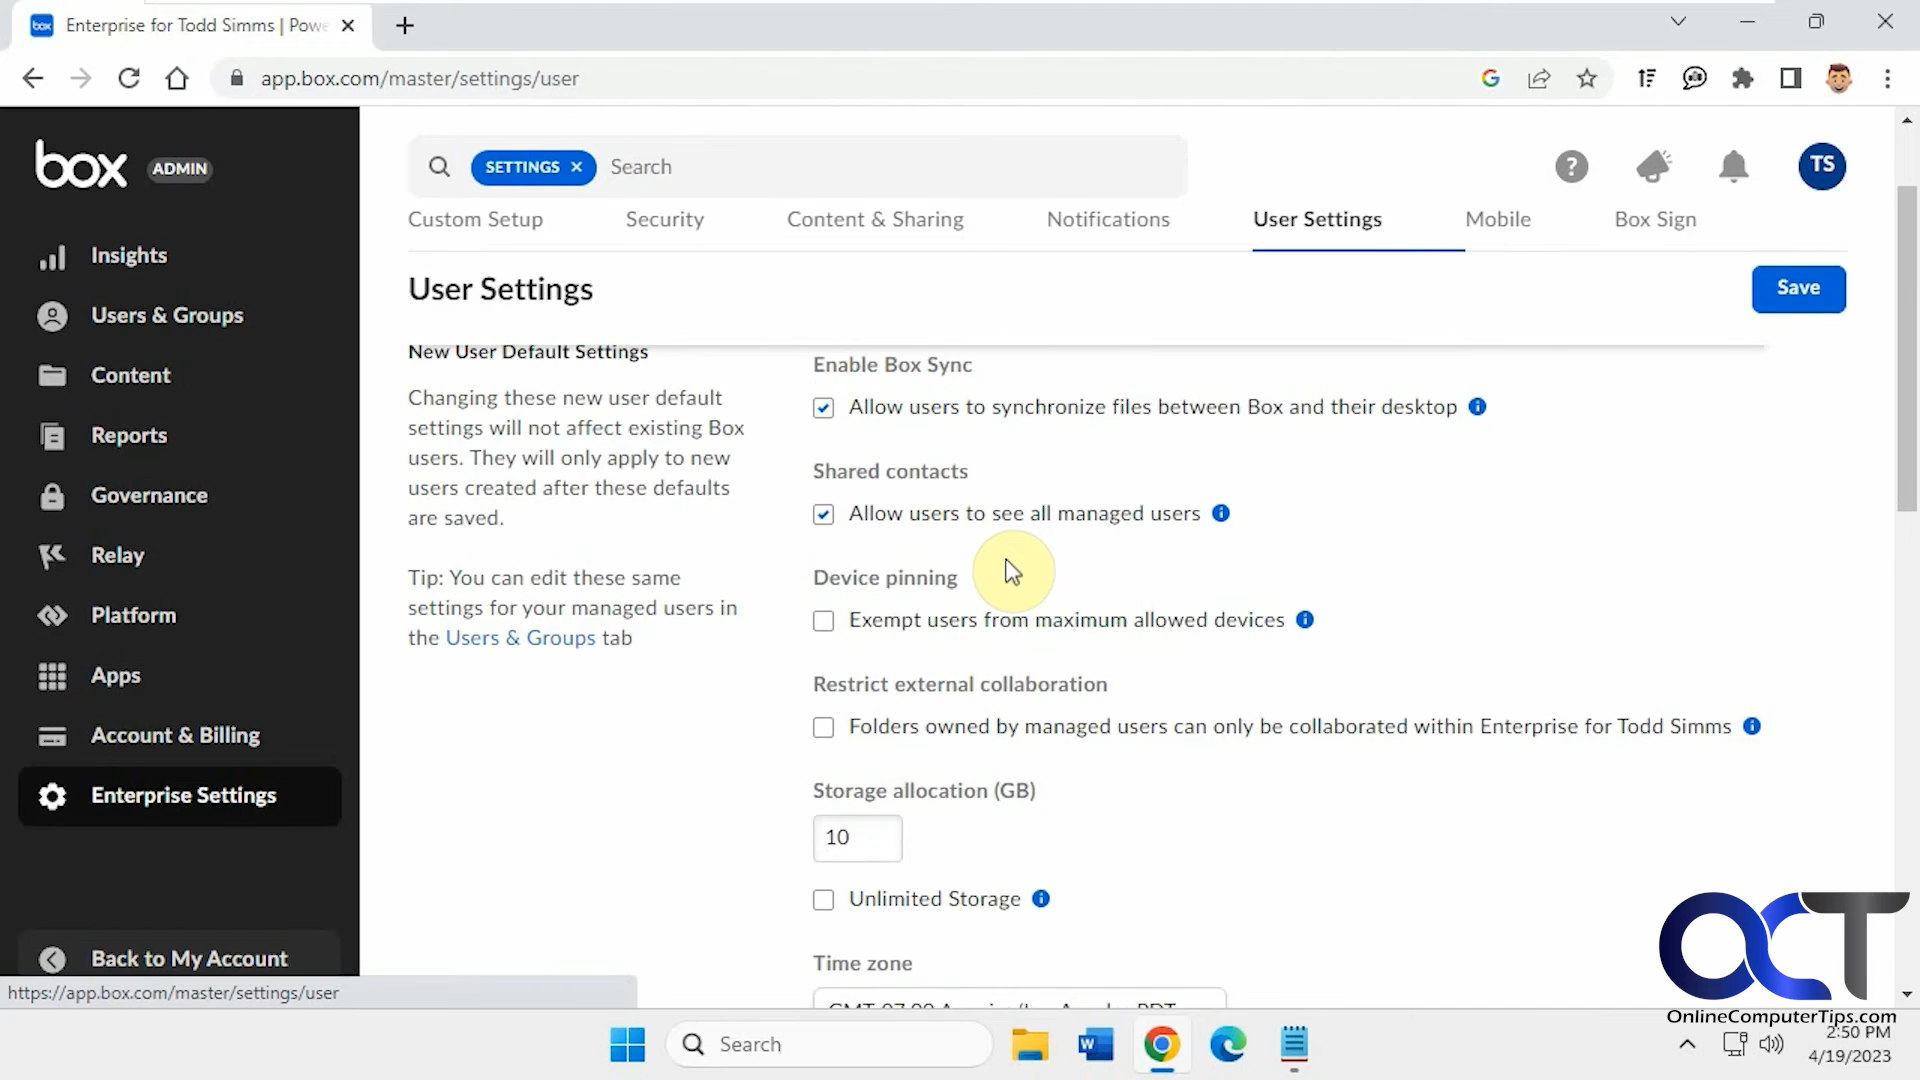 box Enterprise for Todd Simms | Powe
app.box.com/master/settings/user
box ADMIN
SETTINGS × Search
TS
Custom Setup Security Content & Sharing Notifications User Settings Mobile Box Sign
User Settings
Save
Insights
Users & Groups
Content
Reports
Governance
Relay
Platform
Apps
Account & Billing
Enterprise Settings
Back to My Account
New User Default Settings
Changing these new user default
settings will not affect existing Box
users. They will only apply to new
users created after these defaults
are saved.
Tip: You can edit these same
settings for your managed users in
the Users & Groups tab
Enable Box Sync
Allow users to synchronize files between Box and their desktop
Shared contacts
Allow users to see all managed users
Device pinning
Exempt users from maximum allowed devices
Restrict external collaboration
Folders owned by managed users can only be collaborated within Enterprise for Todd Simms
Storage allocation (GB)
10
Unlimited Storage
Time zone
https://app.box.com/master/settings/user
OCT
OnlineComputerTips.com
Search
2:50 PM
4/19/2023